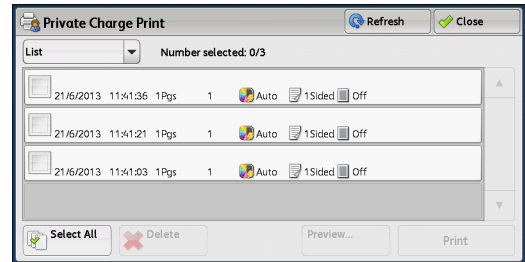 Private Charge Print
Refresh
Close
List
Number selected: 0/3
21/6/2013 11:41:36 1Pgs 1 Auto 1Sided Off
21/6/2013 11:41:21 1Pgs 1 Auto 1Sided Off
21/6/2013 11:41:03 1Pgs 1 Auto 1Sided Off
Select All
Delete
Preview...
Print